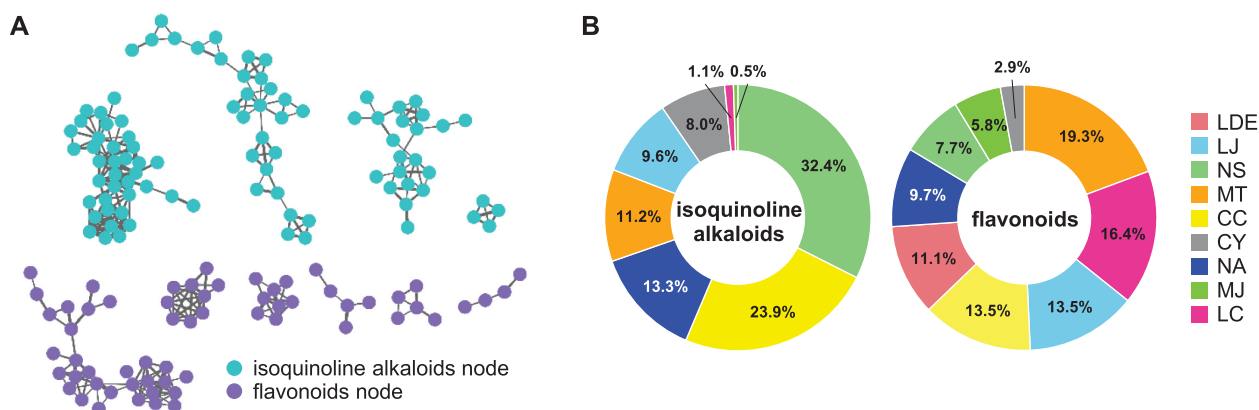 A
isoquinoline alkaloids node
flavonoids node
B
1.1%
0.5%
8.0%
9.6%
32.4%
11.2%
13.3%
23.9%
isoquinoline
alkaloids
2.9%
5.8%
19.3%
7.7%
9.7%
16.4%
11.1%
13.5%
13.5%
flavonoids
LDE
LJ
NS
MT
CC
CY
NA
MJ
LC